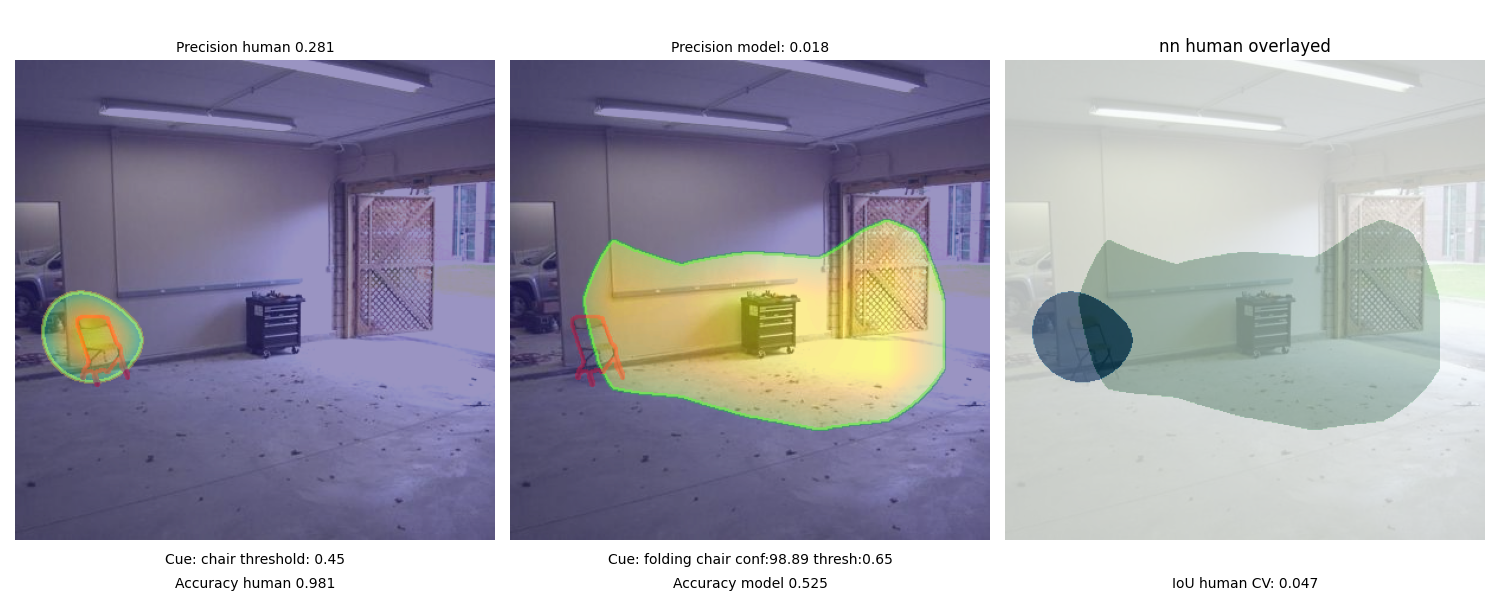 Precision human 0.281
Precision model: 0.018
nn human overlayed
Cue: chair threshold: 0.45
Cue: folding chair conf:98.89 thresh:0.65
Accuracy human 0.981
Accuracy model 0.525
IoU human CV: 0.047